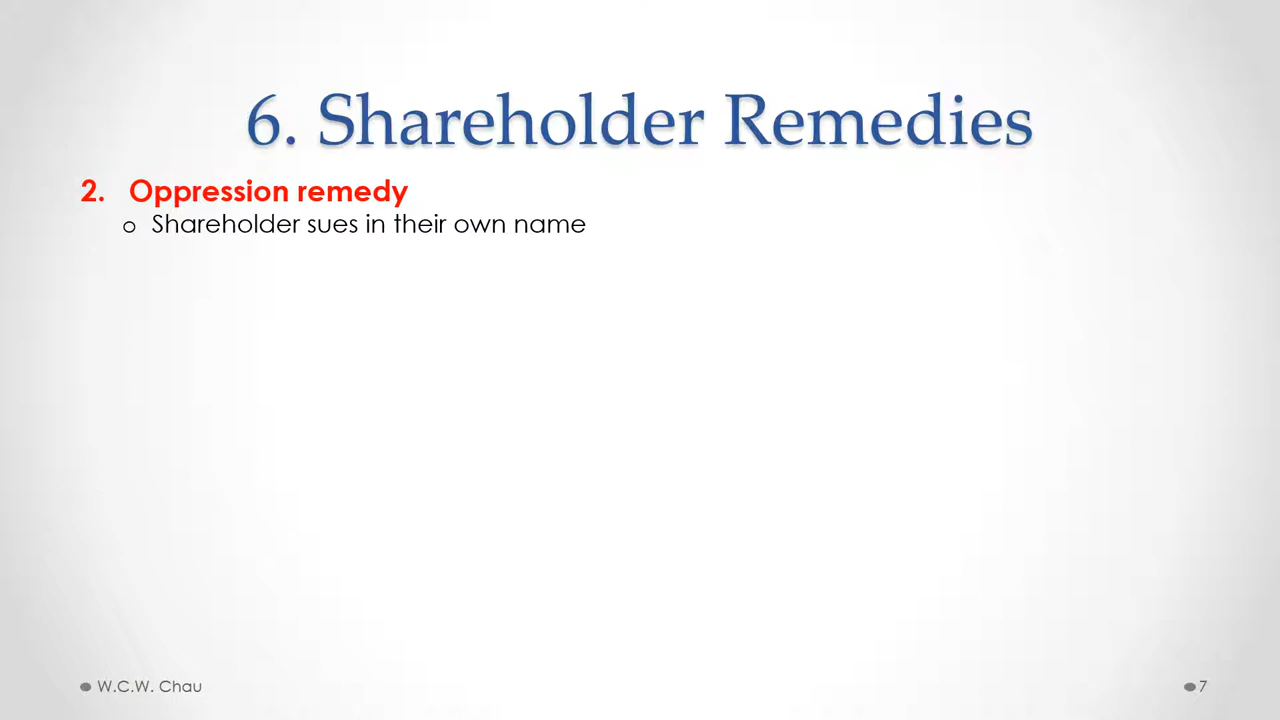 6. Shareholder Remedies
2. Oppression remedy
o Shareholder sues in their own name
W.C.W. Chau
7